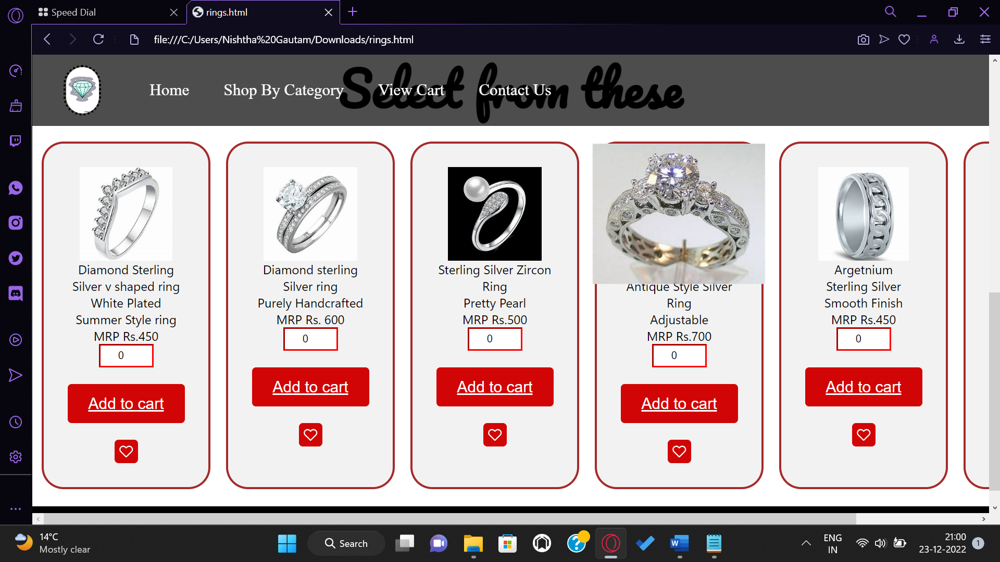 Speed Dial
rings.html
file:///C:/Users/Nishtha%20Gautam/Downloads/rings.html
Select from these
Home Shop By Category View Cart Contact Us
Diamond Sterling
Silver v shaped ring
White Plated
Summer Style ring
MRP Rs.450
0
Add to cart
Diamond sterling
Silver ring
Purely Handcrafted
MRP Rs. 600
0
Add to cart
Sterling Silver Zircon
Ring
Pretty Pearl
MRP Rs.500
0
Add to cart
Antique Style Silver
Ring
Adjustable
MRP Rs.700
0
Add to cart
Argetnium
Sterling Silver
Smooth Finish
MRP Rs.450
0
Add to cart
14°C
Mostly clear
Search
ENG
IN
21:00
23-12-2022
1